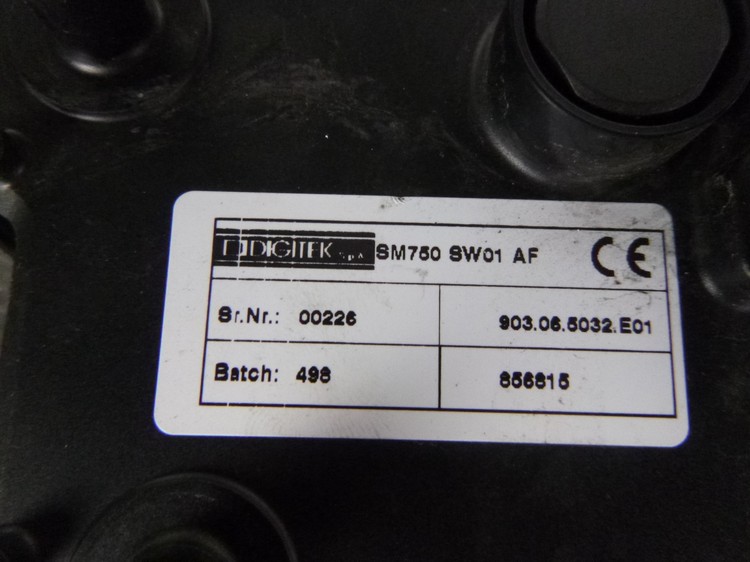 DIGITEK s.p.A. SM750 SW01 AF CE
Sr.Nr.: 00226 903.06.5032.E01
Batch: 498 856815